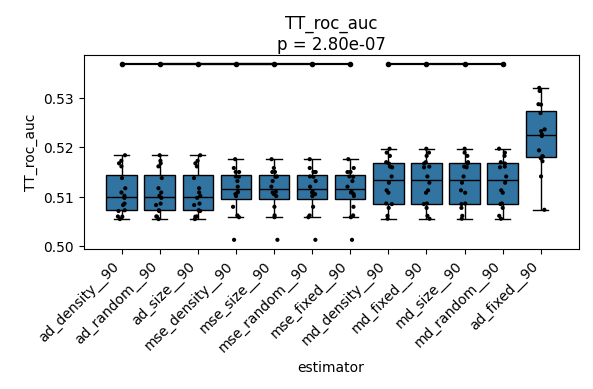 TT_roc_auc
p = 2.80e-07
TT_roc_auc
0.53
0.52
0.51
0.50
ad_density__90
ad_random__90
ad_size__90
mse_density__90
mse_size__90
mse_random__90
mse_fixed__90
md_density__90
md_fixed__90
md_size__90
md_random__90
ad_fixed__90
estimator